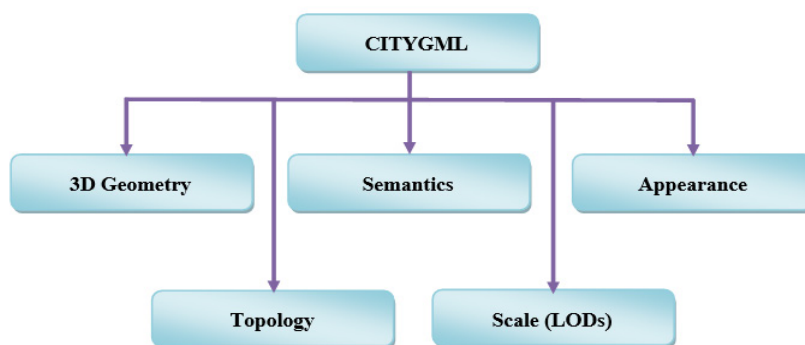 CITYGML
3D Geometry
Semantics
Appearance
Topology
Scale (LODs)